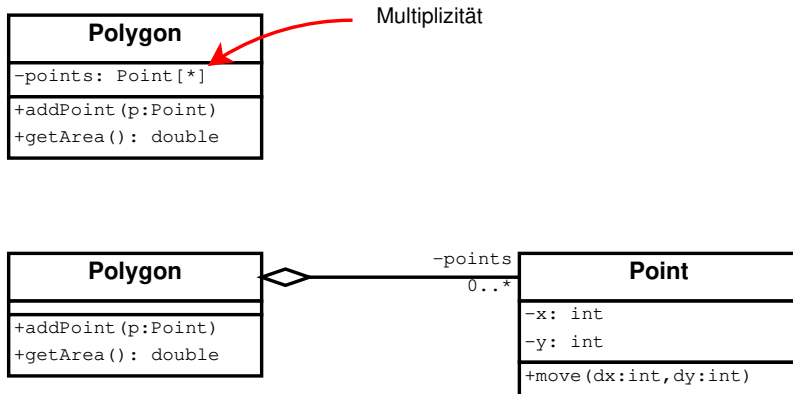 Multiplizität
Polygon
-points: Point[*]
+addPoint(p:Point)
+getArea(): double
Polygon
+addPoint(p:Point)
+getArea(): double
-points
0..*
Point
-x: int
-y: int
+move(dx:int,dy:int)